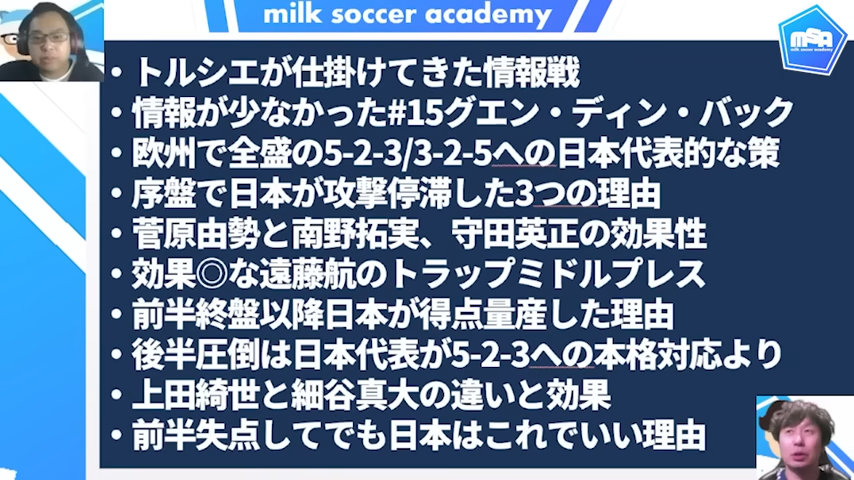 milk soccer academy
MSA
milk soccer academy
・トルシエが仕掛けてきた情報戦
・情報が少なかった#15グエン・ディン・バック
・欧州で全盛の5-2-3/3-2-5への日本代表的な策
・序盤で日本が攻撃停滞した3つの理由
・菅原由勢と南野拓実、守田英正の効果性
・効果◎な遠藤航のトラップミドルプレス
・前半終盤以降日本が得点量産した理由
・後半圧倒は日本代表が5-2-3への本格対応より
・上田綺世と細谷真大の違いと効果
・前半失点してでも日本はこれでいい理由